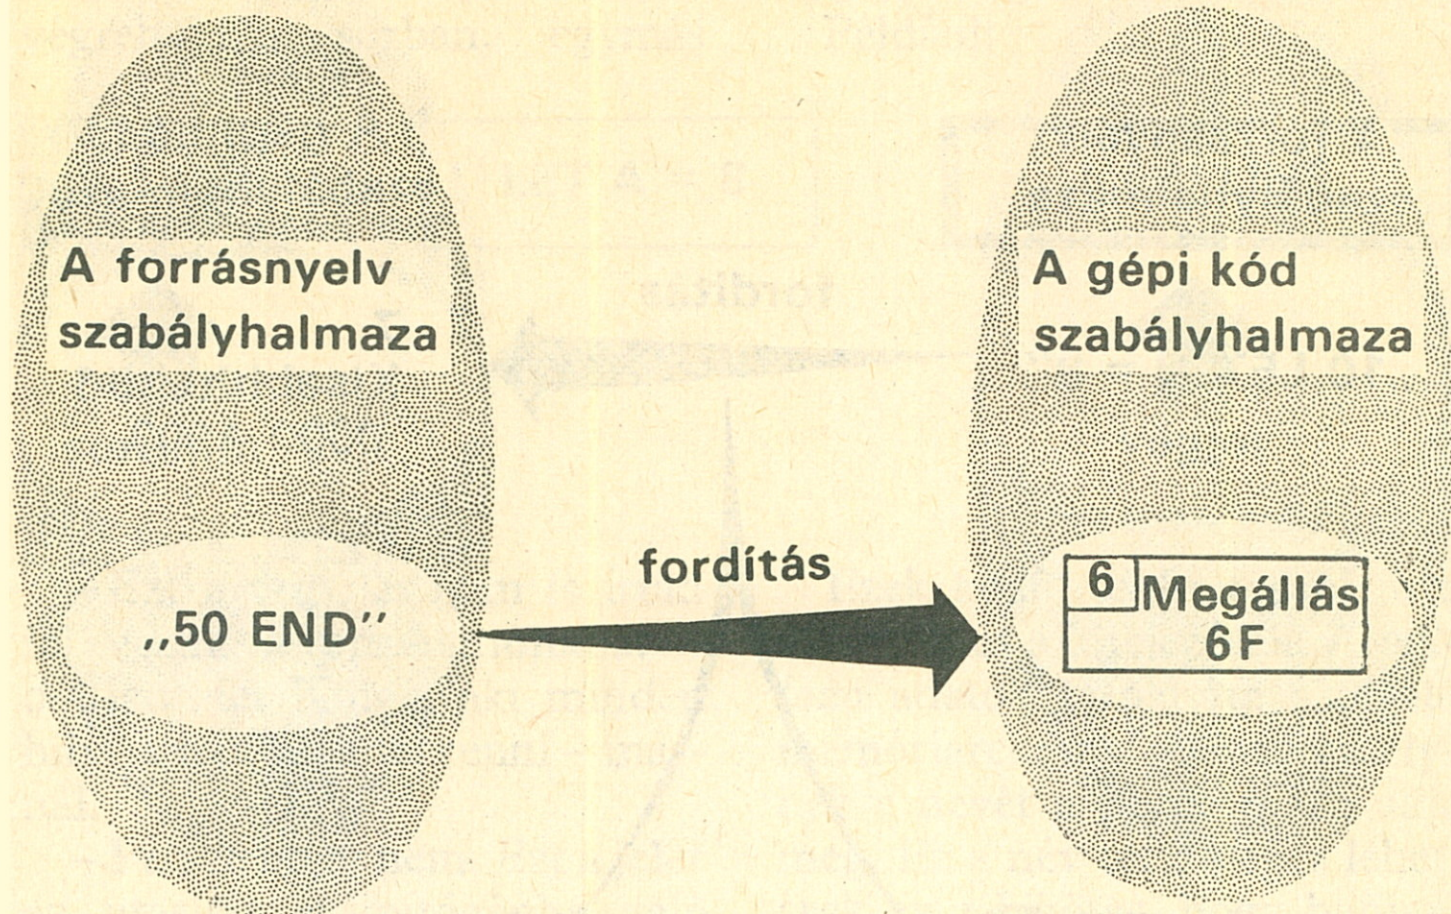 A forrásnyelv
szabályhalmaza
A gépi kód
szabályhalmaza
fordítás
„50 END”
6 Megállás
6F